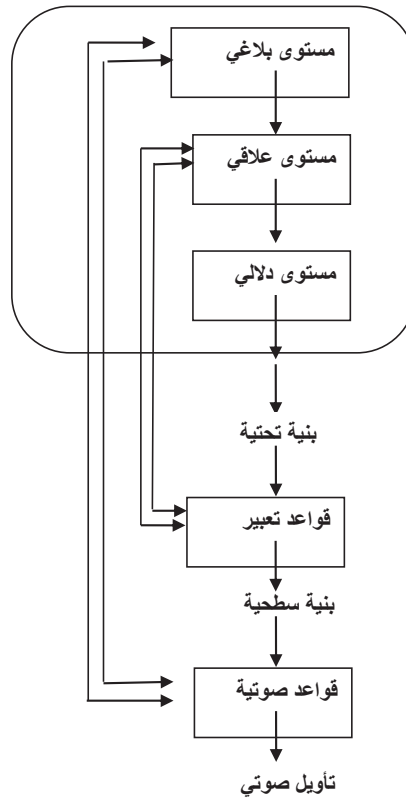 مستوى بلاغي
مستوى علاقي
مستوى دلالي
بنية تحتية
قواعد تعبير
بنية سطحية
قواعد صوتية
تأويل صوتي